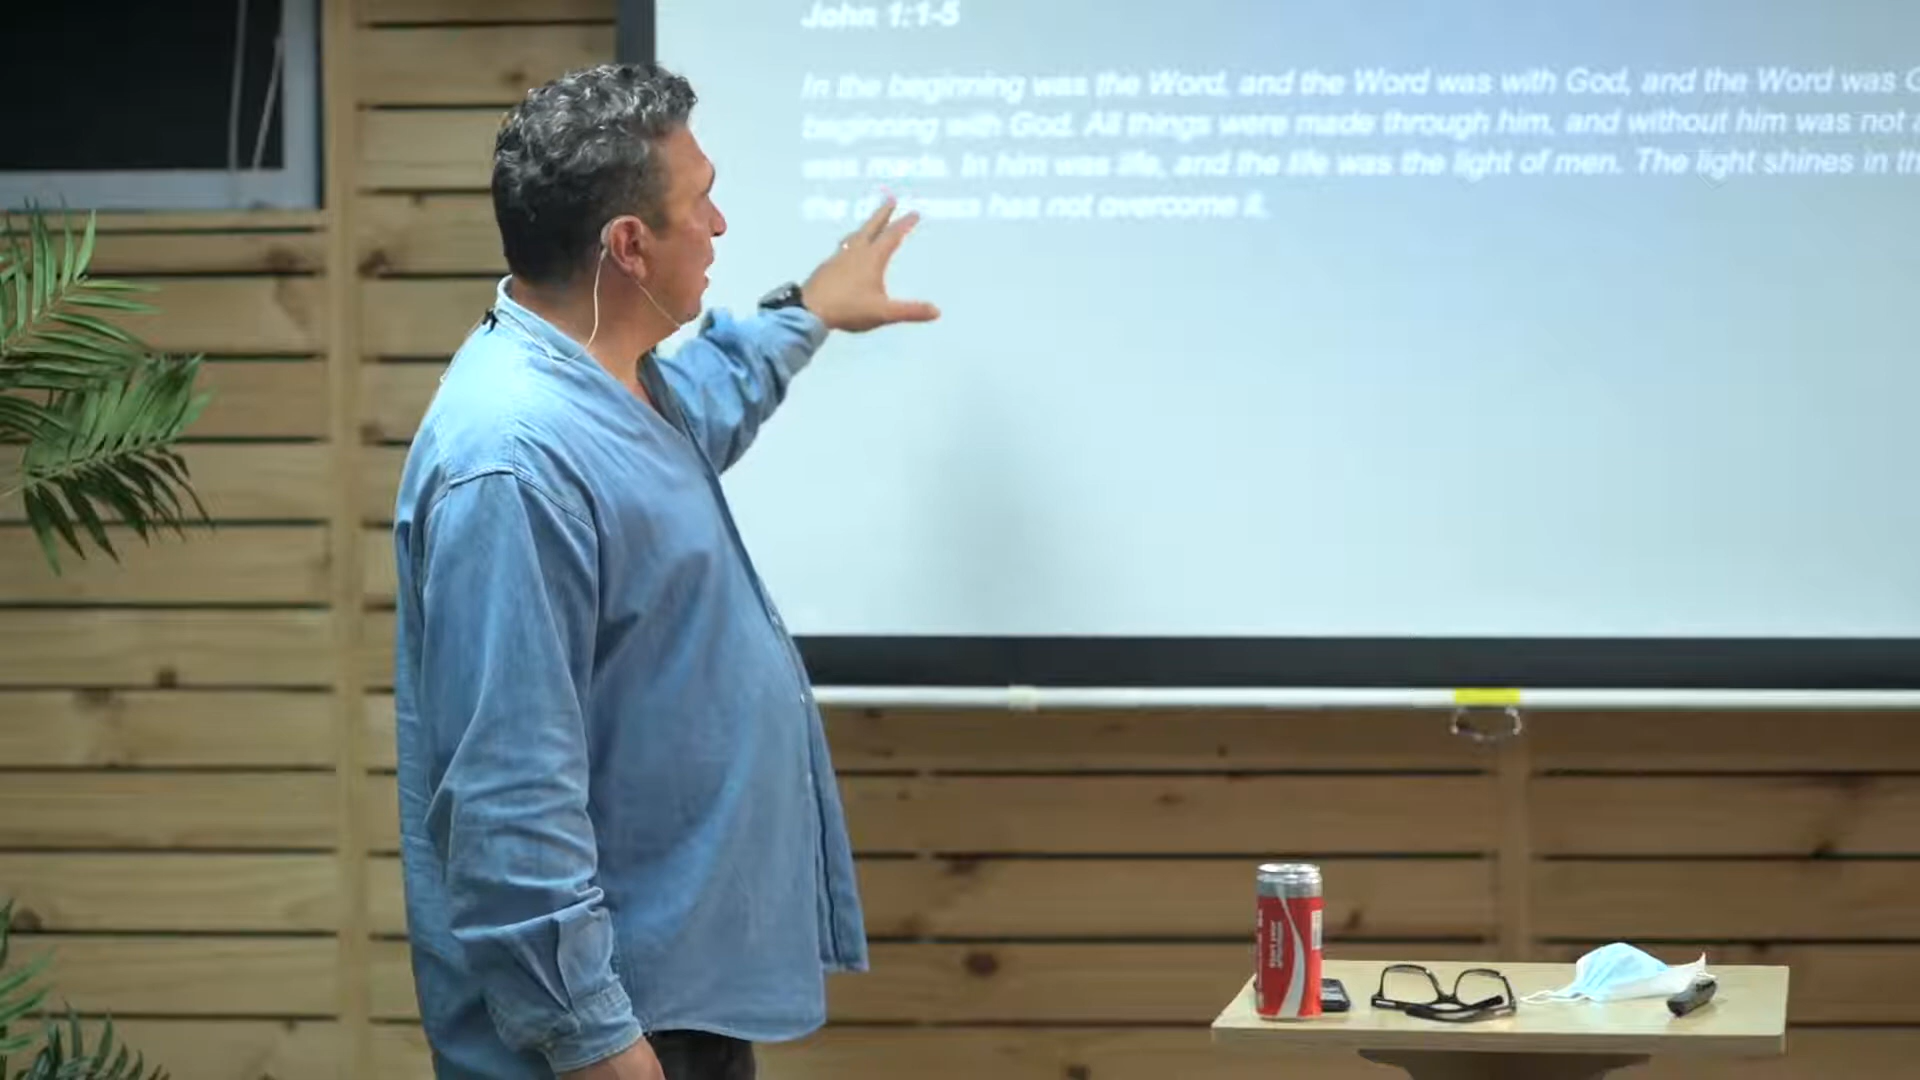 John 1:1-5
In the beginning was the Word, and the Word was with God, and the Word was G
beginning with God. All things were made through him, and without him was not a
was made. In him was life, and the life was the light of men. The light shines in th
the darkness has not overcome it.